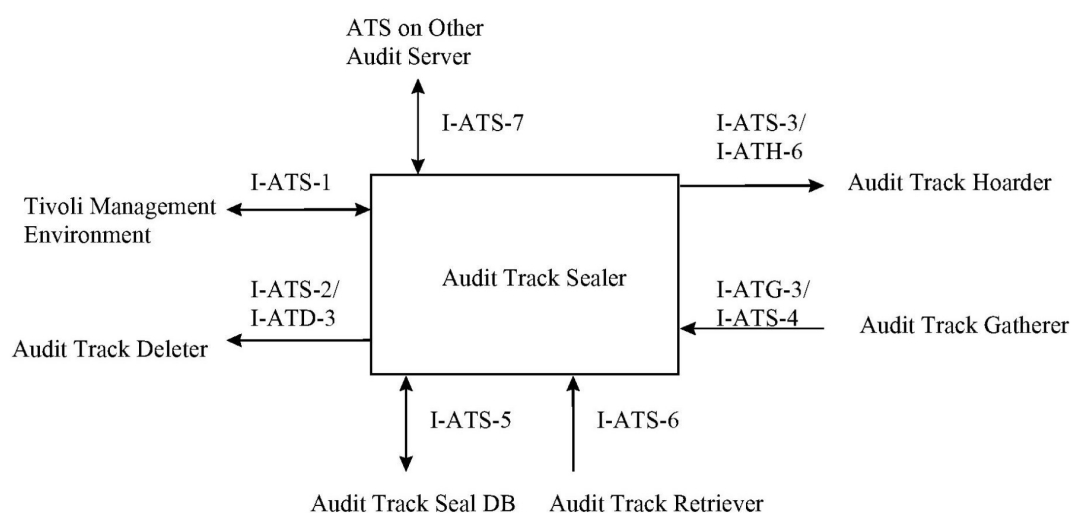 ATS on Other
Audit Server
I-ATS-7
I-ATS-3/
I-ATH-6
I-ATS-1
Audit Track Hoarder
Tivoli Management
Environment
Audit Track Sealer
I-ATS-2/
I-ATD-3
I-ATG-3/
I-ATS-4
Audit Track Gatherer
Audit Track Deleter
I-ATS-5
I-ATS-6
Audit Track Seal DB
Audit Track Retriever